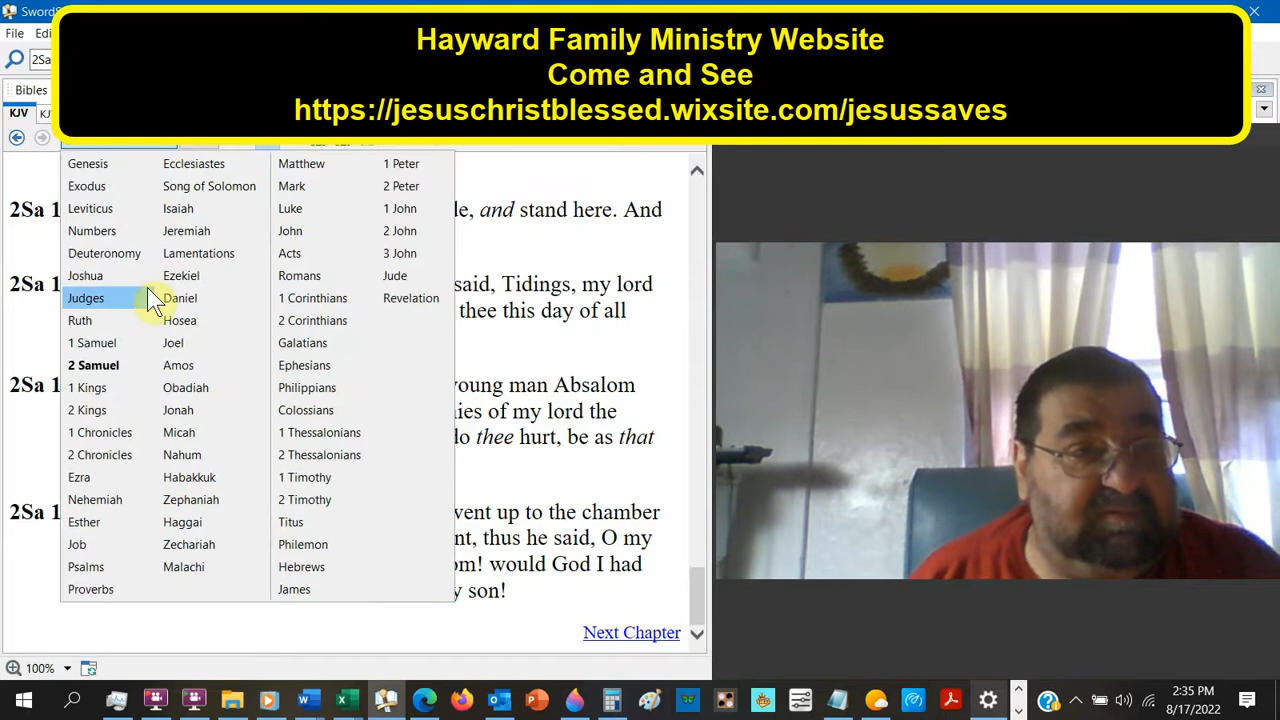 SwordS
Hayward Family Ministry Website
Come and See
https://jesuschristblessed.wixsite.com/jesussaves
File
Ed
2Sa
Bibles
KJV
KJ
Genesis
Exodus
Leviticus
Numbers
Deuteronomy
Joshua
Judges
Ruth
1 Samuel
2 Samuel
1 Kings
2 Kings
1 Chronicles
2 Chronicles
Ezra
Nehemiah
Esther
Job
Psalms
Proverbs
Ecclesiastes
Song of Solomon
Isaiah
Jeremiah
Lamentations
Ezekiel
Daniel
Hosea
Joel
Amos
Obadiah
Jonah
Micah
Nahum
Habakkuk
Zephaniah
Haggai
Zechariah
Malachi
Matthew
Mark
Luke
John
Acts
Romans
1 Corinthians
2 Corinthians
Galatians
Ephesians
Philippians
Colossians
1 Thessalonians
2 Thessalonians
1 Timothy
2 Timothy
Titus
Philemon
Hebrews
James
1 Peter
2 Peter
1 John
2 John
3 John
Jude
Revelation
2Sa 1
le, and stand here. And
2Sa 1
said, Tidings, my lord
thee this day of all
2Sa 1
young man Absalom
nies of my lord the
do thee hurt, be as that
2Sa 1
went up to the chamber
nt, thus he said, O my
om! would God I had
y son!
Next Chapter
100%
2:35 PM
8/17/2022